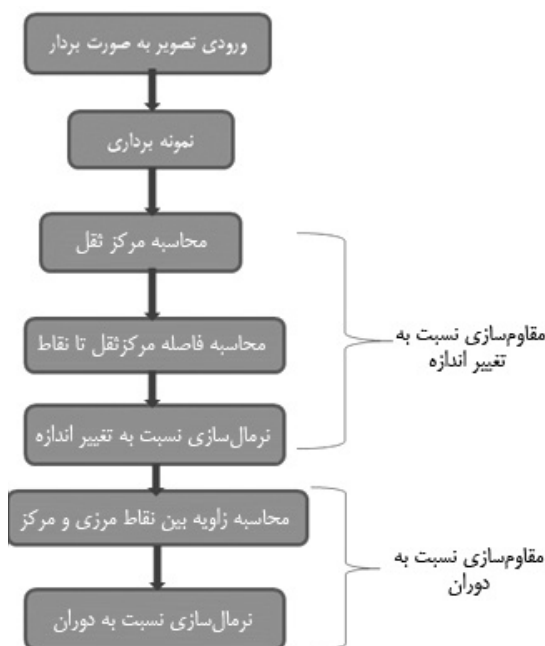 ورودی تصویر به صورت بردار
نمونه برداری
محاسبه مرکز ثقل
محاسبه فاصله مرکزثقل تا نقاط
نرمال‌سازی نسبت به تغییر اندازه
مقاوم‌سازی نسبت به
تغییر اندازه
محاسبه زاویه بین نقاط مرزی و مرکز
نرمال‌سازی نسبت به دوران
مقاوم‌سازی نسبت به
دوران